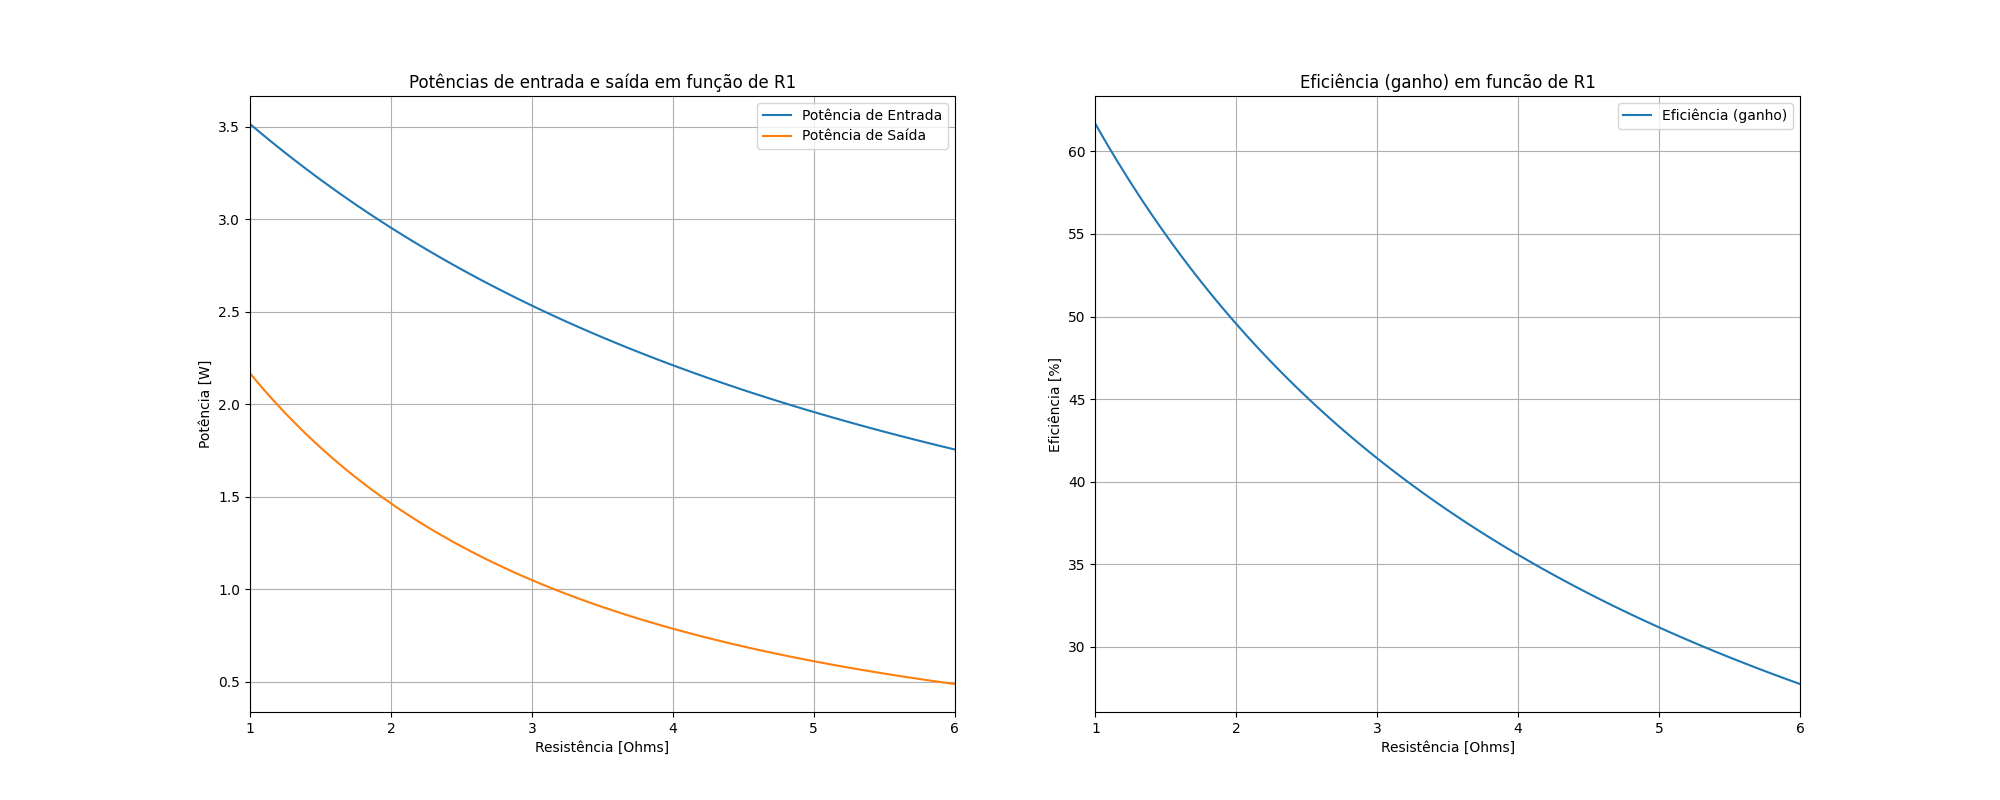 Potências de entrada e saída em função de R1
Potência de Entrada
Potência de Saída
3.5
3.0
2.5
2.0
1.5
1.0
0.5
Potência [W]
1 2 3 4 5 6
Resistência [Ohms]
Eficiência (ganho) em funcão de R1
Eficiência (ganho)
60
55
50
45
40
35
30
Eficiência [%]
1 2 3 4 5 6
Resistência [Ohms]